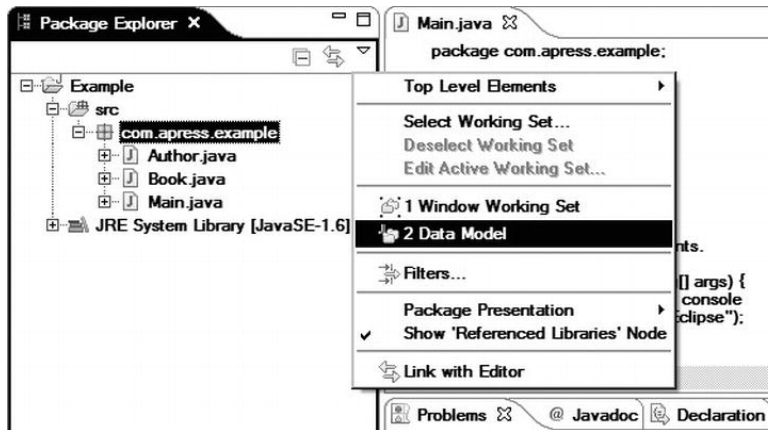 Package Explorer
Main.java
package com.apress.example;
Example
src
com.apress.example
Author.java
Book.java
Main.java
JRE System Library [JavaSE-1.6]
Top Level Elements
Select Working Set...
Deselect Working Set
Edit Active Working Set...
1 Window Working Set
2 Data Model
Filters...
Package Presentation
Show 'Referenced Libraries' Node
Link with Editor
nts.
[] args) {
console
clipse");
Problems
@ Javadoc
Declaration